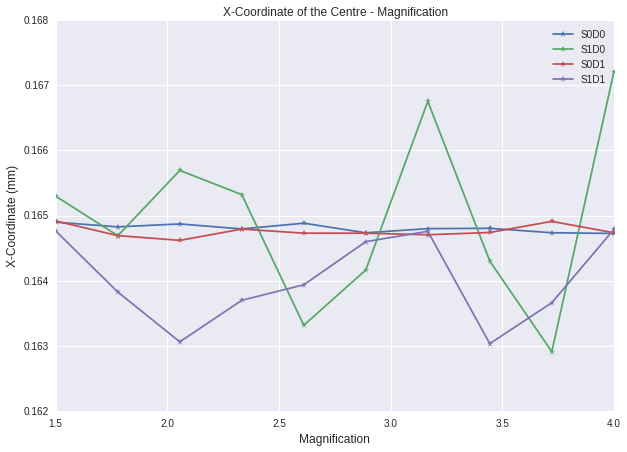 X-Coordinate of the Centre - Magnification
0.168
0.167
0.166
0.165
0.164
0.163
0.162
X-Coordinate (mm)
S0D0
S1D0
S0D1
S1D1
1.5 2.0 2.5 3.0 3.5 4.0
Magnification